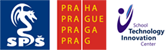 SPŠ
PRAHA
PRAGUE
PRAGA
PRAG
School
Technology
Innovation
Center